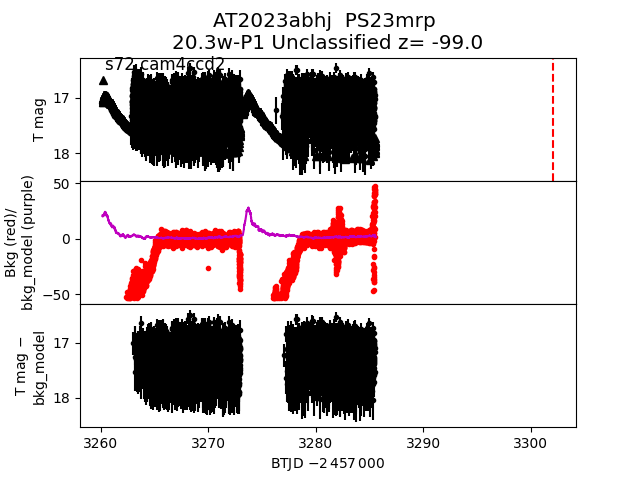 AT2023abhj  PS23mrp
20.3w-P1 Unclassified z= -99.0
s72 cam4ccd2
T mag
17
18
Bkg (red)/
bkg_model (purple)
50
0
−50
T mag −
bkg_model
17
18
3260 3270 3280 3290 3300
BTJD −2 457 000